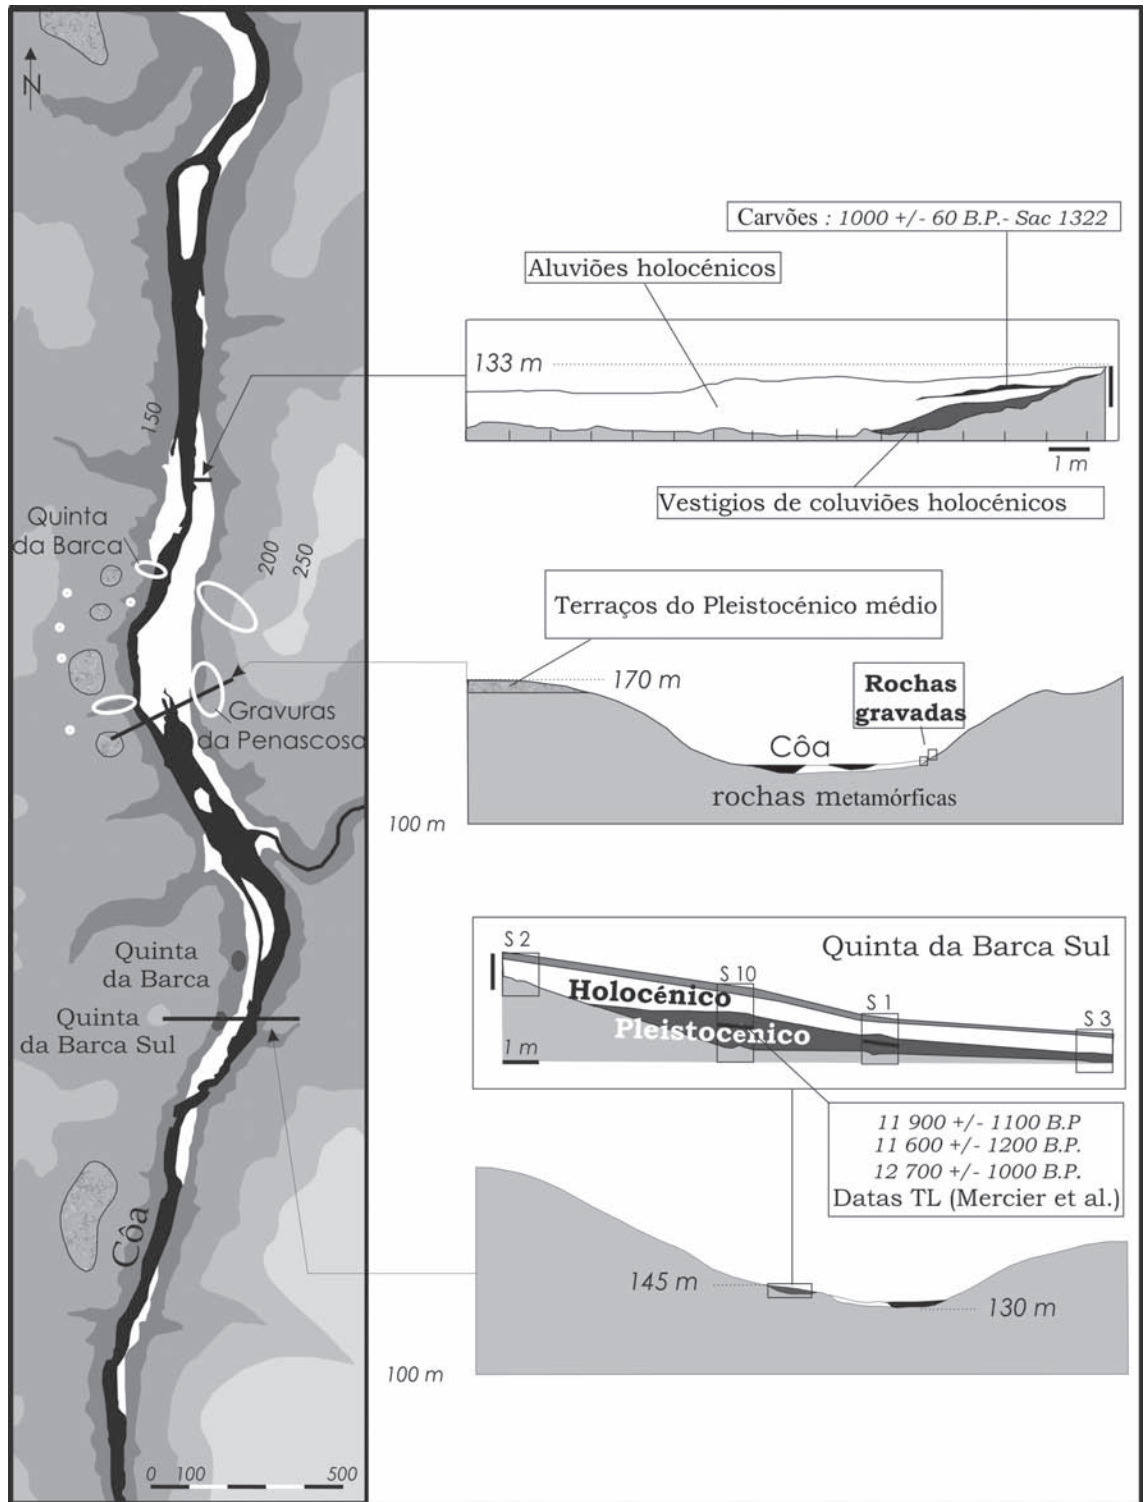 N
150
Quinta
da Barca
200
250
Gravuras
da Penascosa
Quinta
da Barca
Quinta
da Barca Sul
Côa
0 100 500
Carvões : 1000 +/- 60 B.P.- Sac 1322
Aluviões holocénicos
133 m
1 m
Vestigios de coluviões holocénicos
Terraços do Pleistocénico médio
170 m
Rochas
gravadas
Côa
rochas metamórficas
100 m
Quinta da Barca Sul
S 2
S 10
S 1
S 3
Holocénico
Pleistocenico
1 m
11 900 +/- 1100 B.P
11 600 +/- 1200 B.P.
12 700 +/- 1000 B.P.
Datas TL (Mercier et al.)
145 m
130 m
100 m